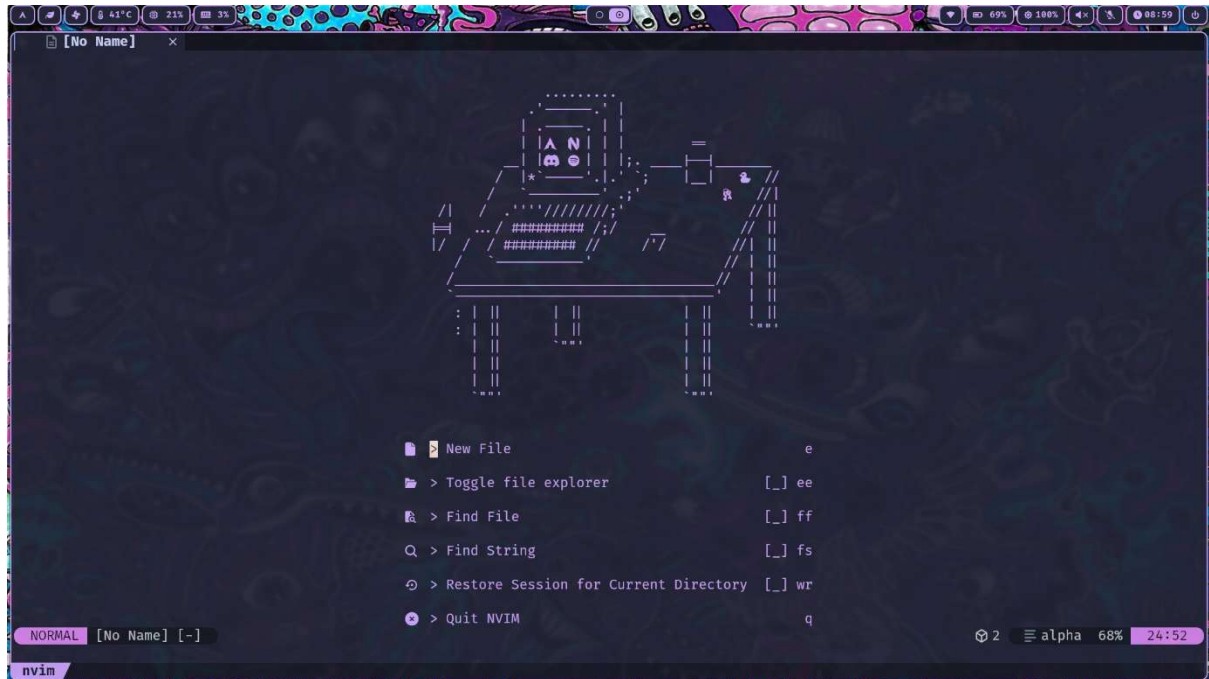 41°C 21% 3% 69% 100% 08:59
[No Name] ×
> New File e
> Toggle file explorer [_] ee
> Find File [_] ff
> Find String [_] fs
> Restore Session for Current Directory [_] wr
> Quit NVIM q
NORMAL [No Name] [-] 2 alpha 68% 24:52
nvim